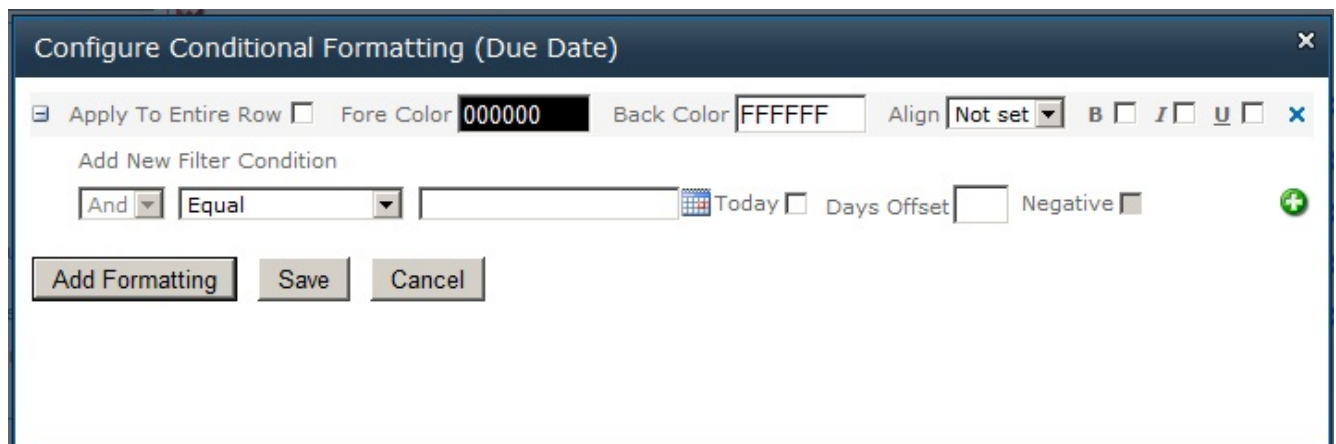 Configure Conditional Formatting (Due Date)
Apply To Entire Row Fore Color 000000 Back Color FFFFFF Align Not set B I U
Add New Filter Condition
And Equal Today Days Offset Negative
Add Formatting Save Cancel